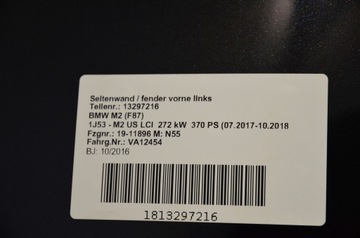 Seitenwand / fender vorne links
Teilenr.: 13297216
BMW M2 (F87)
1J53 - M2 US LCI 272 kW 370 PS (07.2017-10.2018
Fzgnr.: 19-11896 M: N55
Fahrg.Nr.: VA12454
BJ: 10/2016
1813297216